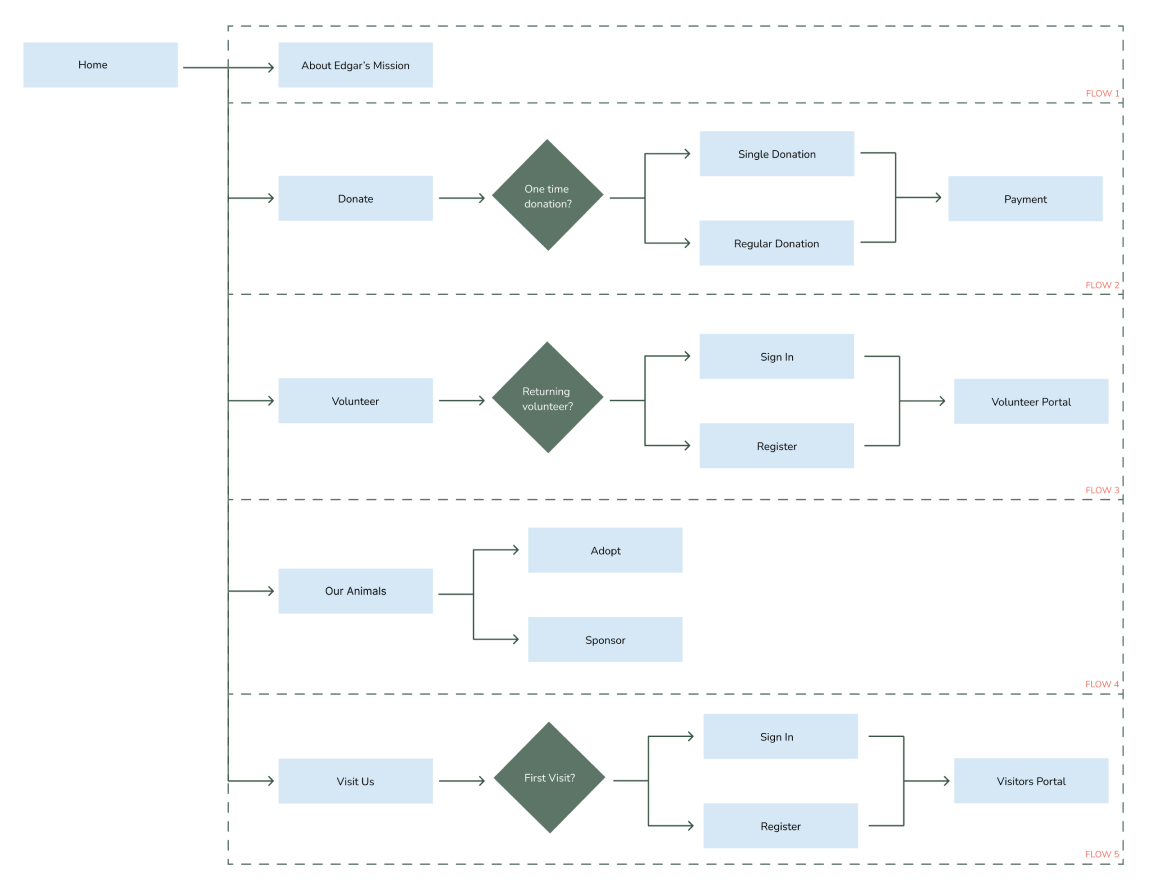 Home
About Edgar's Mission
FLOW 1
Donate
One time
donation?
Single Donation
Regular Donation
Payment
FLOW 2
Volunteer
Returning
volunteer?
Sign In
Register
Volunteer Portal
FLOW 3
Our Animals
Adopt
Sponsor
FLOW 4
Visit Us
First Visit?
Sign In
Register
Visitors Portal
FLOW 5